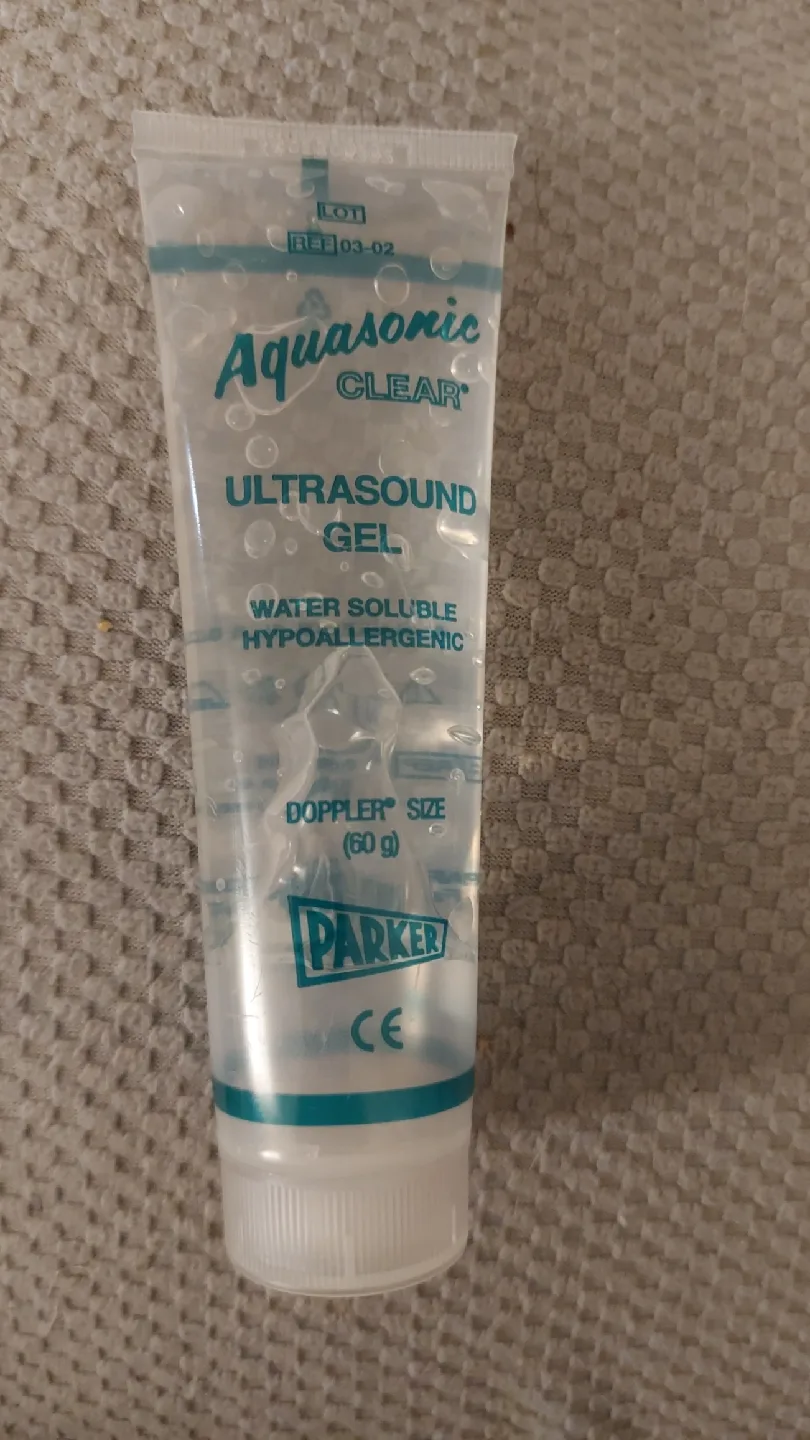 LOT
REF 03-02
Aquasonic
CLEAR®
ULTRASOUND
GEL
WATER SOLUBLE
HYPOALLERGENIC
DOPPLER® SIZE
(60 g)
PARKER
CE